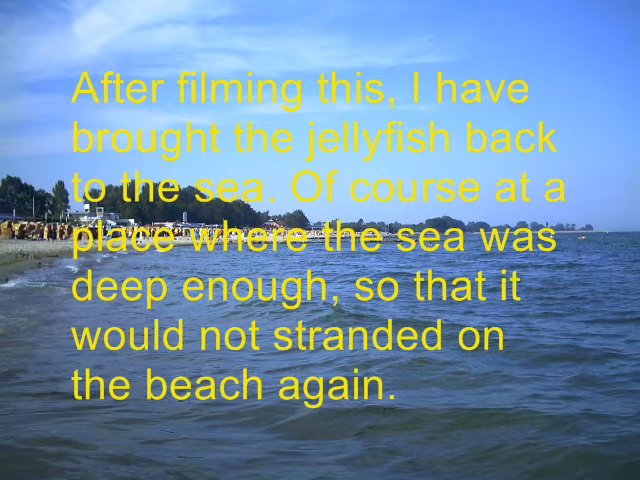 After filming this, I have
brought the jellyfish back
to the sea. Of course at a
place where the sea was
deep enough, so that it
would not stranded on
the beach again.